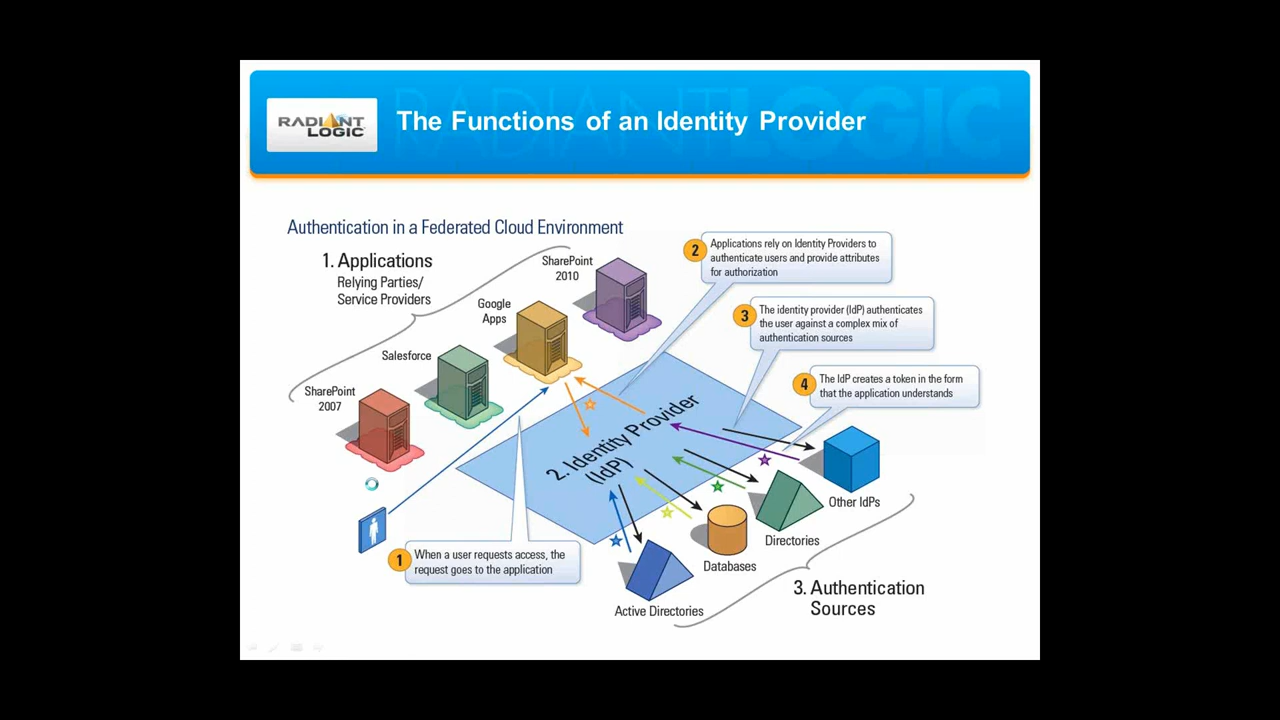 RADIANT
LOGIC
The Functions of an Identity Provider
RADIANTLOGIC
Authentication in a Federated Cloud Environment
1. Applications
Relying Parties/
Service Providers
SharePoint
2010
Google
Apps
Salesforce
SharePoint
2007
2
Applications rely on Identity Providers to
authenticate users and provide attributes
for authorization
3
The identity provider (IdP) authenticates
the user against a complex mix of
authentication sources
4
The IdP creates a token in the form
that the application understands
2. Identity Provider
(IdP)
1
When a user requests access, the
request goes to the application
Other IdPs
Directories
Databases
Active Directories
3. Authentication
Sources